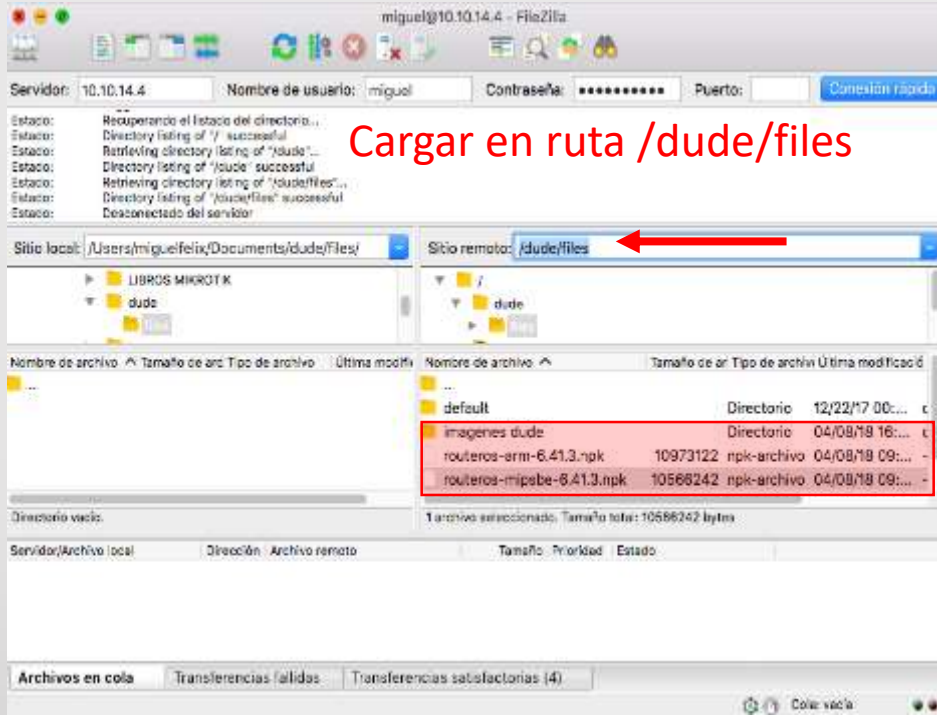 miguel@10.10.14.4 - FileZilla
Servidor: 10.10.14.4 Nombre de usuario: miguel Contraseña: •••••••••• Puerto: Conexión rápida
Estado: Recuperando el listado del directorio...
Estado: Directory listing of "/" successful
Estado: Retrieving directory listing of "/dude"...
Estado: Directory listing of "/dude" successful
Estado: Retrieving directory listing of "/dude/files"...
Estado: Directory listing of "/dude/files" successful
Estado: Desconectado del servidor
Cargar en ruta /dude/files
Sitio local: /Users/miguelfelix/Documents/dude/Files/
Sitio remoto: /dude/files
LIBROS MIKROTIK
dude
/
dude
Nombre de archivo Tamaño de arc Tipo de archivo Última modifi
..
Directorio vacío.
Nombre de archivo Tamaño de ar Tipo de archiv Última modificació
..
default Directorio 12/22/17 00:...
imagenes dude Directorio 04/08/18 16:...
routeros-arm-6.41.3.npk 10973122 npk-archivo 04/08/18 09:... -
routeros-mipsbe-6.41.3.npk 10566242 npk-archivo 04/08/18 09:... -
1 archivo seleccionado. Tamaño total: 10566242 bytes
Servidor/Archivo local Dirección Archivo remoto Tamaño Prioridad Estado
Archivos en cola Transferencias fallidas Transferencias satisfactorias (4)
Cola: vacía